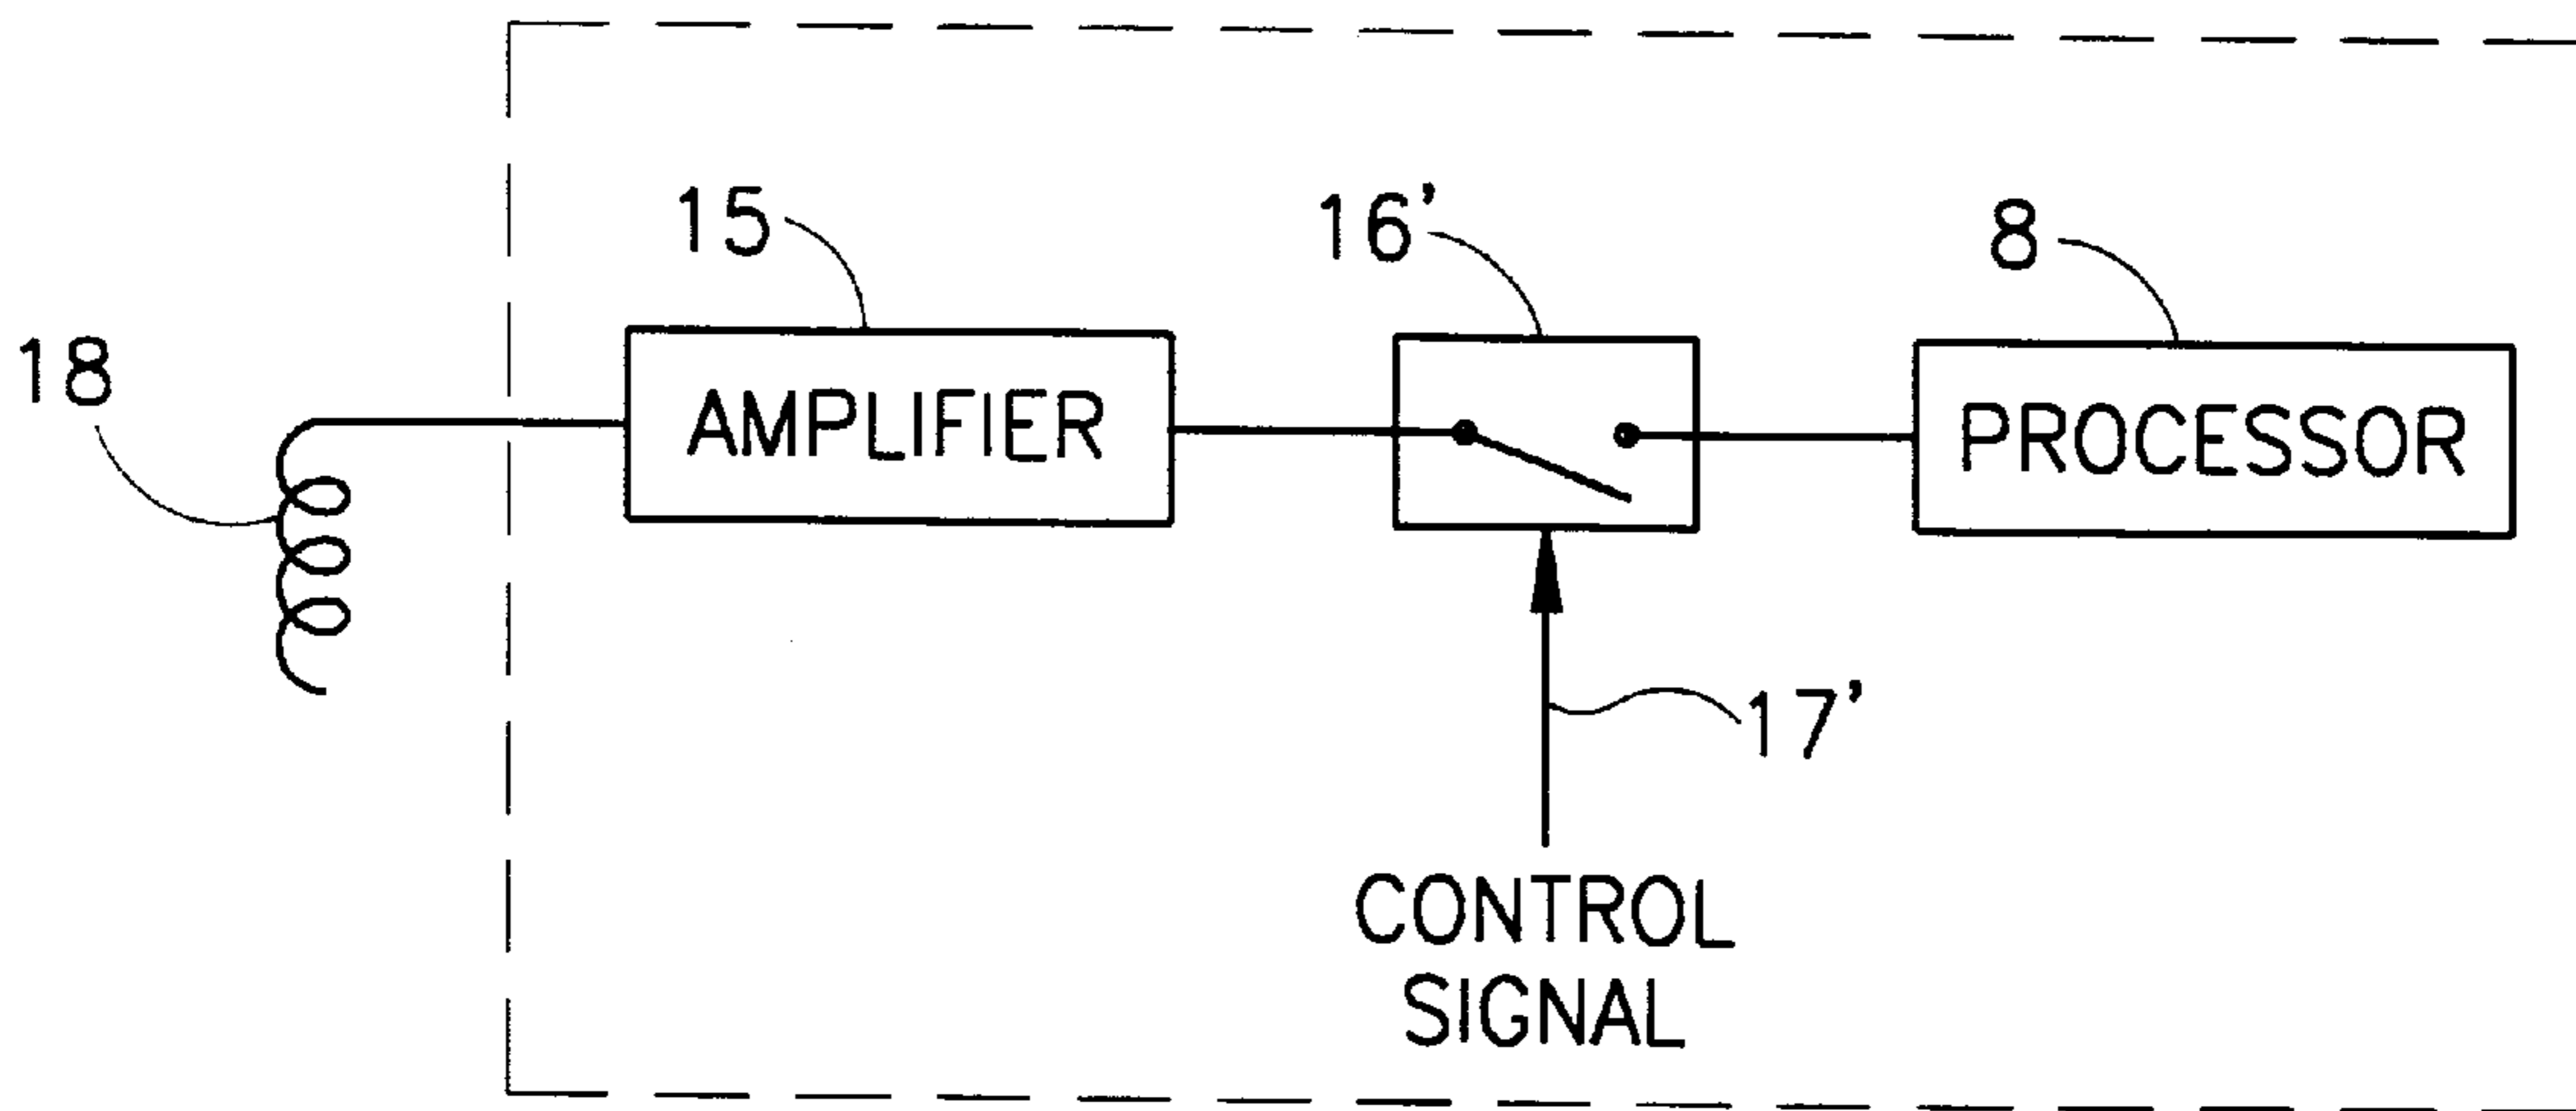 15
16'
8
18
AMPLIFIER
PROCESSOR
17'
CONTROL
SIGNAL